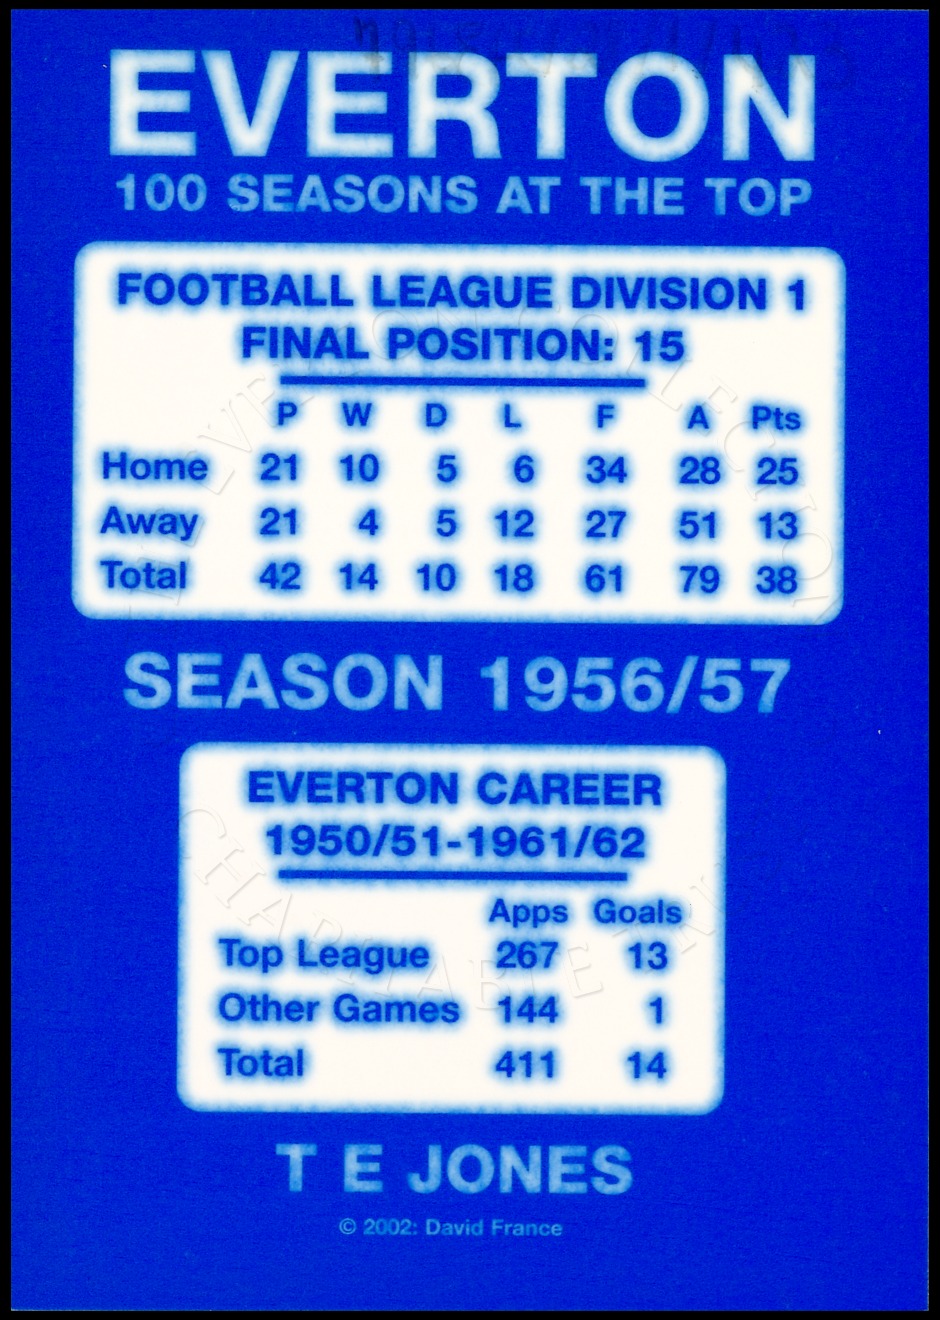 EVERTON
100 SEASONS AT THE TOP
FOOTBALL LEAGUE DIVISION 1
FINAL POSITION: 15
P W D L F A Pts
Home 21 10 5 6 34 28 25
Away 21 4 5 12 27 51 13
Total 42 14 10 18 61 79 38
SEASON 1956/57
EVERTON CAREER
1950/51-1961/62
Apps Goals
Top League 267 13
Other Games 144 1
Total 411 14
T E JONES
© 2002: David France
EVERTON COLLECTION
CHARITABLE